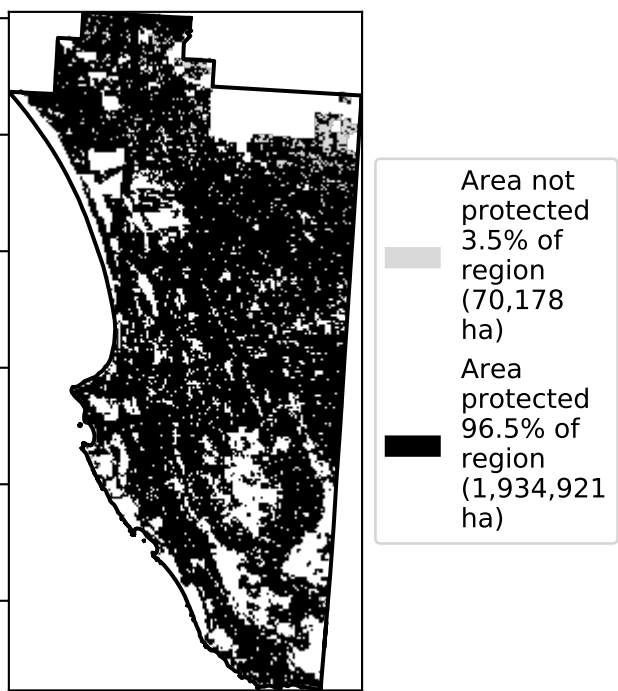 Area not
protected
3.5% of
region
(70,178
ha)
Area
protected
96.5% of
region
(1,934,921
ha)